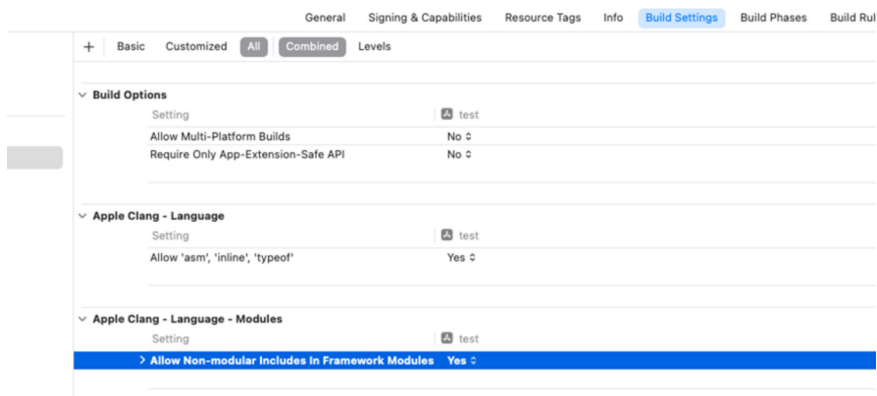 General Signing & Capabilities Resource Tags Info Build Settings Build Phases Build Rul
+ Basic Customized All Combined Levels
Build Options
Setting test
Allow Multi-Platform Builds No
Require Only App-Extension-Safe API No
Apple Clang - Language
Setting test
Allow 'asm', 'inline', 'typeof' Yes
Apple Clang - Language - Modules
Setting test
Allow Non-modular Includes In Framework Modules Yes